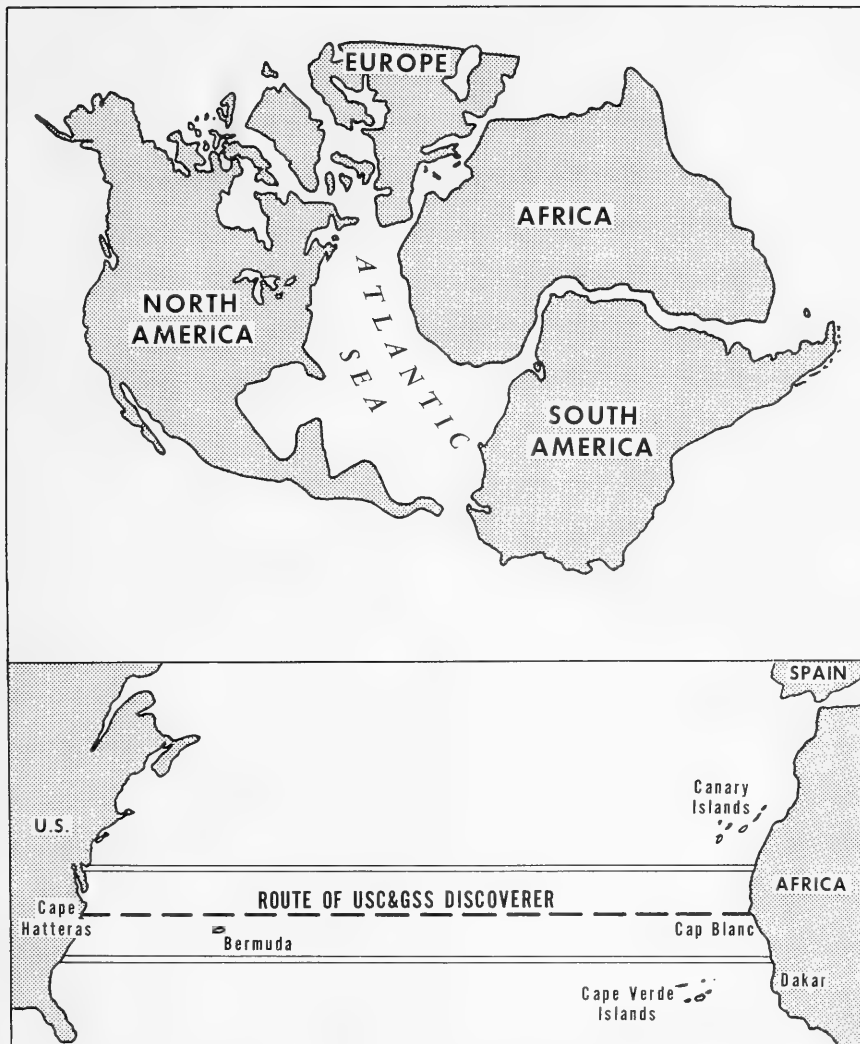 EUROPE
AFRICA
NORTH
AMERICA
ATLANTIC
SEA
SOUTH
AMERICA
SPAIN
Canary
Islands
U.S.
AFRICA
ROUTE OF USC&GSS DISCOVERER
Cape
Hatteras
Bermuda
Cap Blanc
Dakar
Cape Verde
Islands